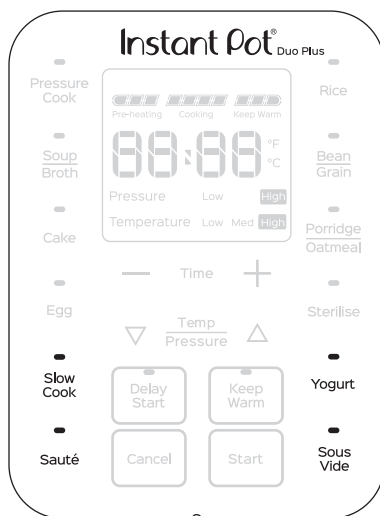 Instant Pot® Duo Plus
Pressure
Cook
Rice
Pre-heating Cooking Keep Warm
88:88 °F
°C
Soup
Broth
Bean
Grain
Pressure Low High
Temperature Low Med High
Cake
Porridge
Oatmeal
— Time +
Egg
Temp
Pressure
Sterilise
Slow
Cook
Delay
Start
Keep
Warm
Yogurt
Sauté
Cancel
Start
Sous
Vide